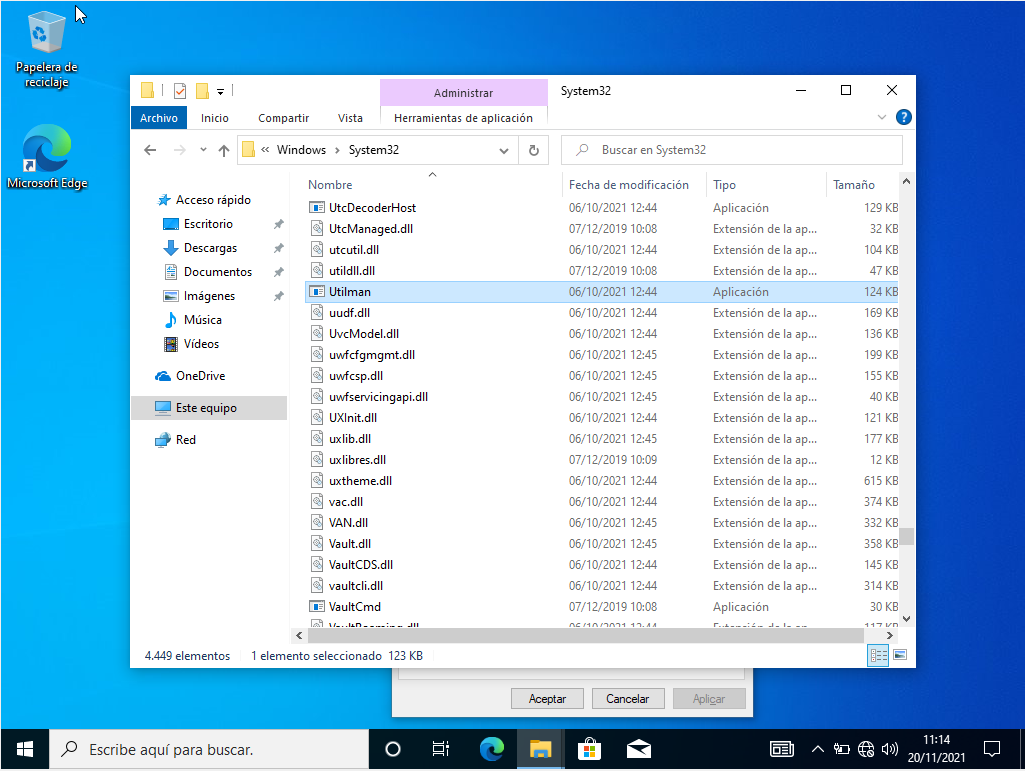 Papelera de
reciclaje
Microsoft Edge
Administrar
System32
Archivo
Inicio
Compartir
Vista
Herramientas de aplicación
« Windows › System32
Buscar en System32
Acceso rápido
Escritorio
Descargas
Documentos
Imágenes
Música
Vídeos
OneDrive
Este equipo
Red
Nombre Fecha de modificación Tipo Tamaño
UtcDecoderHost 06/10/2021 12:44 Aplicación 129 KB
UtcManaged.dll 07/12/2019 10:08 Extensión de la ap... 32 KB
utcutil.dll 06/10/2021 12:44 Extensión de la ap... 104 KB
utildll.dll 07/12/2019 10:08 Extensión de la ap... 47 KB
Utilman 06/10/2021 12:44 Aplicación 124 KB
uudf.dll 06/10/2021 12:44 Extensión de la ap... 169 KB
UvcModel.dll 06/10/2021 12:44 Extensión de la ap... 136 KB
uwfcfgmgmt.dll 06/10/2021 12:45 Extensión de la ap... 199 KB
uwfcsp.dll 06/10/2021 12:45 Extensión de la ap... 155 KB
uwfservicingapi.dll 06/10/2021 12:45 Extensión de la ap... 40 KB
UXInit.dll 06/10/2021 12:44 Extensión de la ap... 121 KB
uxlib.dll 06/10/2021 12:45 Extensión de la ap... 177 KB
uxlibres.dll 07/12/2019 10:09 Extensión de la ap... 12 KB
uxtheme.dll 06/10/2021 12:44 Extensión de la ap... 615 KB
vac.dll 06/10/2021 12:44 Extensión de la ap... 374 KB
VAN.dll 06/10/2021 12:45 Extensión de la ap... 332 KB
Vault.dll 06/10/2021 12:45 Extensión de la ap... 358 KB
VaultCDS.dll 06/10/2021 12:44 Extensión de la ap... 145 KB
vaultcli.dll 06/10/2021 12:44 Extensión de la ap... 314 KB
VaultCmd 07/12/2019 10:08 Aplicación 30 KB
VaultRoaming.dll 06/10/2021 12:44 Extensión de la ap... 117 KB
4.449 elementos 1 elemento seleccionado 123 KB
Aceptar Cancelar Aplicar
Escribe aquí para buscar.
11:14
20/11/2021